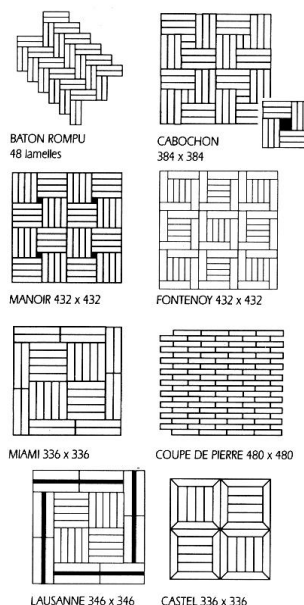 BATON ROMPU
48 lamelles
CABOCHON
384 x 384
MANOIR 432 x 432
FONTENOY 432 x 432
MIAMI 336 x 336
COUPE DE PIERRE 480 x 480
LAUSANNE 346 x 346
CASTEL 336 x 336